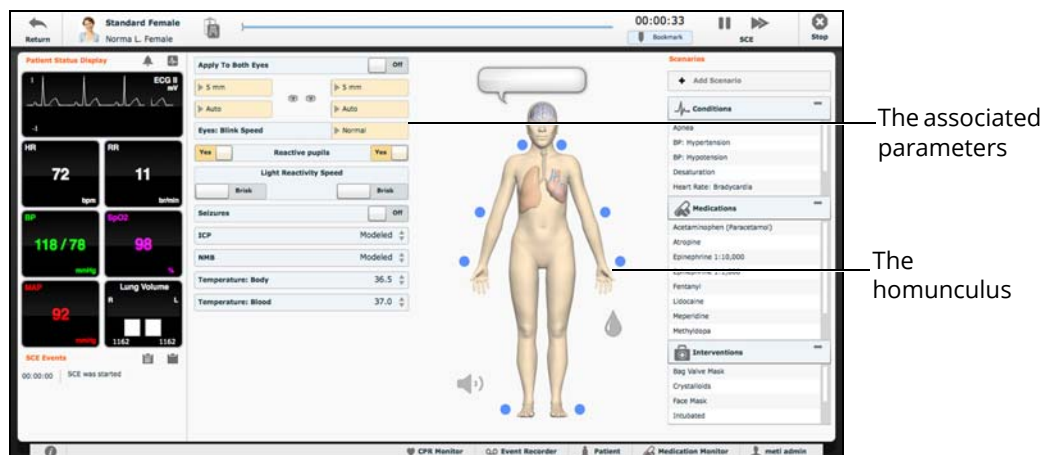 Return
Standard Female
Norma L. Female
00:00:33
Bookmark
SCE
Stop
Patient Status Display
1
ECG II
mV
-1
HR
72
bpm
RR
11
br/min
BP
118 / 78
mmHg
SpO2
98
%
MAP
92
mmHg
Lung Volume
R L
1162 1162
SCE Events
00:00:00 SCE was started
Apply To Both Eyes Off
5 mm 5 mm
Auto Auto
Eyes: Blink Speed Normal
Yes Reactive pupils Yes
Light Reactivity Speed
Brisk Brisk
Seizures Off
ICP Modeled
NMB Modeled
Temperature: Body 36.5
Temperature: Blood 37.0
Scenarios
+ Add Scenario
Conditions
Apnea
BP: Hypertension
BP: Hypotension
Desaturation
Heart Rate: Bradycardia
Medications
Acetaminophen (Paracetamol)
Atropine
Epinephrine 1:10,000
Epinephrine 1:1,000
Fentanyl
Lidocaine
Meperidine
Methyldopa
Interventions
Bag Valve Mask
Crystalloids
Face Mask
Intubated
The associated
parameters
The
homunculus
CPR Monitor Event Recorder Patient Medication Monitor meti admin